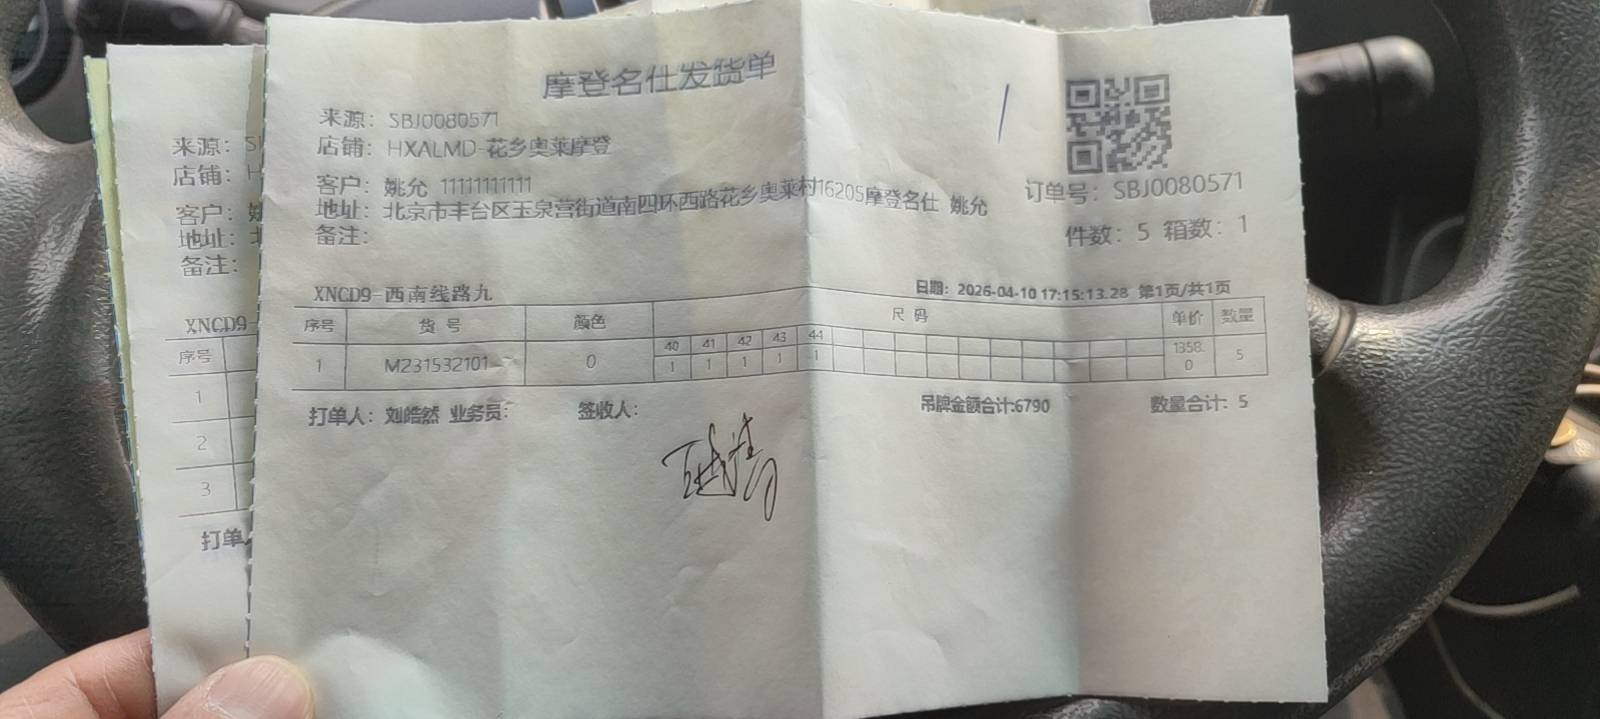 摩登名仕发货单
来源：SBJ0080571
店铺：HXALMD-花乡奥莱摩登
客户：姚允 11111111111
地址：北京市丰台区玉泉营街道南四环西路花乡奥莱村16205摩登名仕 姚允
备注：
订单号：SBJ0080571
件数：5 箱数：1
XNCD9-西南线路九
日期：2026-04-10 17:15:13.28 第1页/共1页
序号 货号 颜色 尺码 单价 数量
40 41 42 43 44
1 M231532101 0 1 1 1 1 1 1358.0 5
打单人：刘皓然 业务员： 签收人： 吊牌金额合计:6790 数量合计：5
来源：
店铺：
客户：
地址：
备注：
XNCD9
序号
1
2
3
打单